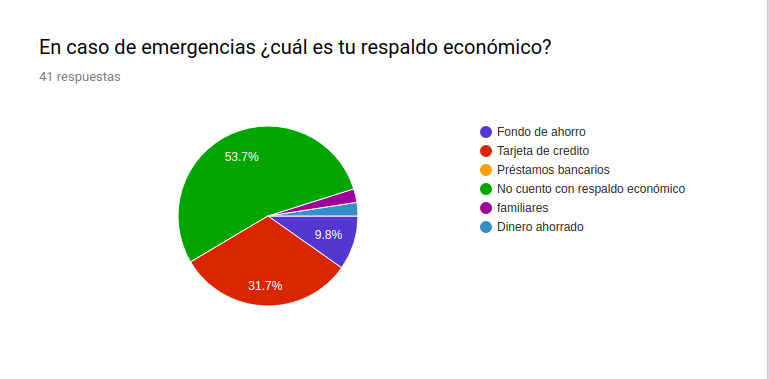 En caso de emergencias ¿cuál es tu respaldo económico?
41 respuestas
53.7%
9.8%
31.7%
Fondo de ahorro
Tarjeta de credito
Préstamos bancarios
No cuento con respaldo económico
familiares
Dinero ahorrado